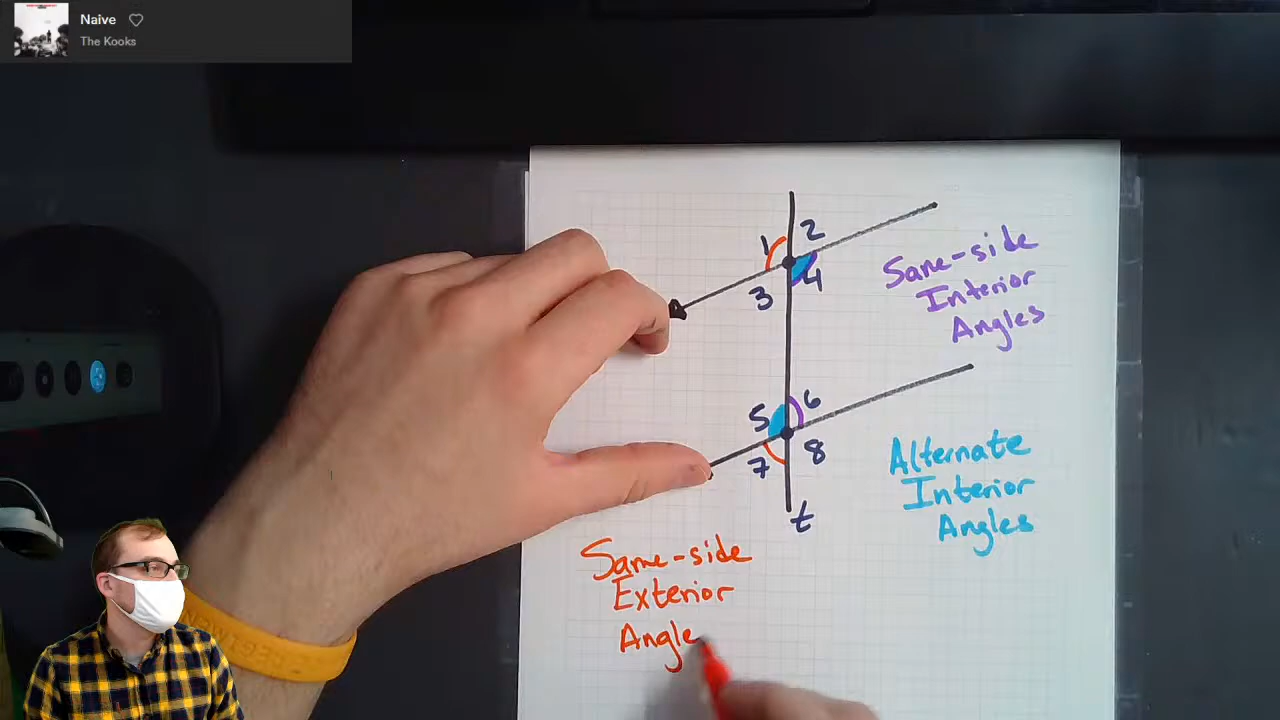 Naive
The Kooks
1 2
3 4
Same-side
Interior
Angles
5 6
7 8
t
Alternate
Interior
Angles
Same-side
Exterior
Angle